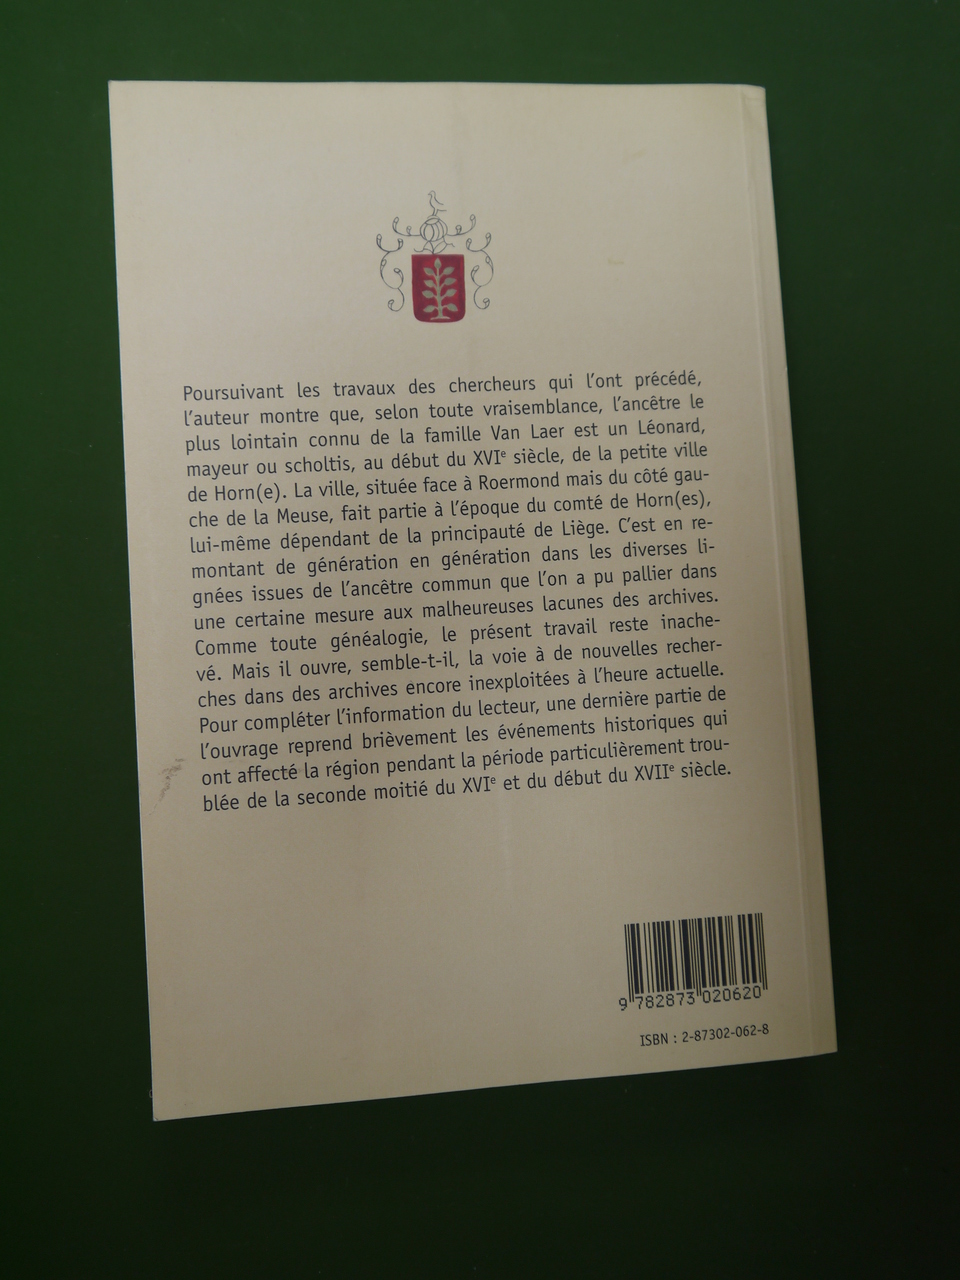 Poursuivant les travaux des chercheurs qui l'ont précédé,
l'auteur montre que, selon toute vraisemblance, l'ancêtre le
plus lointain connu de la famille Van Laer est un Léonard,
mayeur ou scholtis, au début du XVIᵉ siècle, de la petite ville
de Horn(e). La ville, située face à Roermond mais du côté gau-
che de la Meuse, fait partie à l'époque du comté de Horn(es),
lui-même dépendant de la principauté de Liège. C'est en re-
montant de génération en génération dans les diverses li-
gnées issues de l'ancêtre commun que l'on a pu pallier dans
une certaine mesure aux malheureuses lacunes des archives.
Comme toute généalogie, le présent travail reste inache-
vé. Mais il ouvre, semble-t-il, la voie à de nouvelles recher-
ches dans des archives encore inexploitées à l'heure actuelle.
Pour compléter l'information du lecteur, une dernière partie de
l'ouvrage reprend brièvement les événements historiques qui
ont affecté la région pendant la période particulièrement trou-
blée de la seconde moitié du XVIᵉ et du début du XVIIᵉ siècle.
9 782873 020620
ISBN : 2-87302-062-8